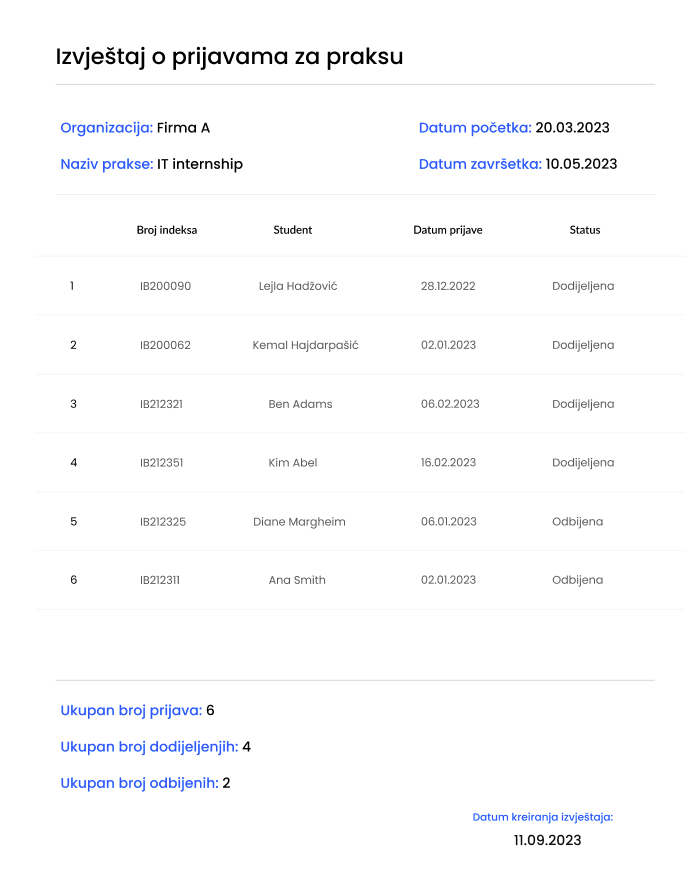 Izvještaj o prijavama za praksu
Organizacija: Firma A Datum početka: 20.03.2023
Naziv prakse: IT internship Datum završetka: 10.05.2023
Broj indeksa Student Datum prijave Status
1 IB200090 Lejla Hadžović 28.12.2022 Dodijeljena
2 IB200062 Kemal Hajdarpašić 02.01.2023 Dodijeljena
3 IB212321 Ben Adams 06.02.2023 Dodijeljena
4 IB212351 Kim Abel 16.02.2023 Dodijeljena
5 IB212325 Diane Margheim 06.01.2023 Odbijena
6 IB212311 Ana Smith 02.01.2023 Odbijena
Ukupan broj prijava: 6
Ukupan broj dodijeljenjih: 4
Ukupan broj odbijenih: 2
Datum kreiranja izvještaja:
11.09.2023